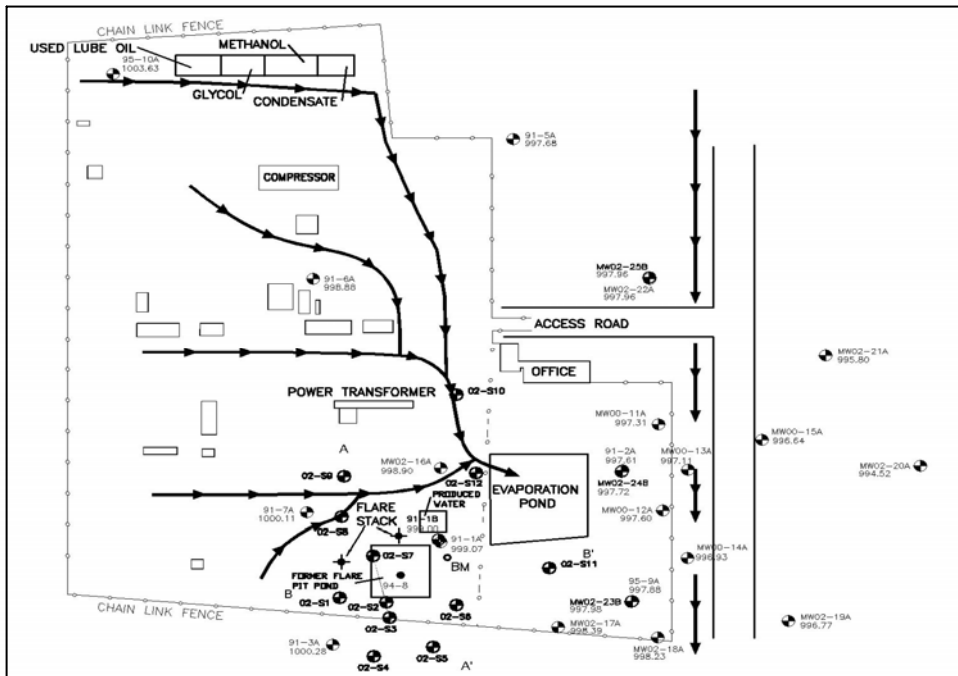 CHAIN LINK FENCE
USED LUBE OIL
METHANOL
95-10A
1003.63
GLYCOL
CONDENSATE
91-5A
997.68
COMPRESSOR
91-6A
998.88
MW02-25B
997.96
MW02-22A
997.96
ACCESS ROAD
OFFICE
MW02-21A
995.80
POWER TRANSFORMER
02-S10
MW00-11A
997.31
MW00-15A
996.64
A
MW02-16A
998.90
02-S9
02-S12
91-2A
997.61
MW00-13A
997.11
MW02-20A
994.52
MW02-24B
997.72
PRODUCED
WATER
EVAPORATION
POND
91-7A
1000.11
FLARE
STACK
02-S8
91-1B
999.00
MW00-12A
997.60
91-1A
999.07
B'
MW00-14A
996.93
02-S7
BM
02-S11
FORMER FLARE
PIT POND
94-8
B
02-S1
02-S2
02-S3
02-S6
95-9A
997.88
MW02-23B
997.98
MW02-17A
998.39
MW02-19A
996.77
CHAIN LINK FENCE
91-3A
1000.28
02-S4
02-S5
A'
MW02-18A
998.23